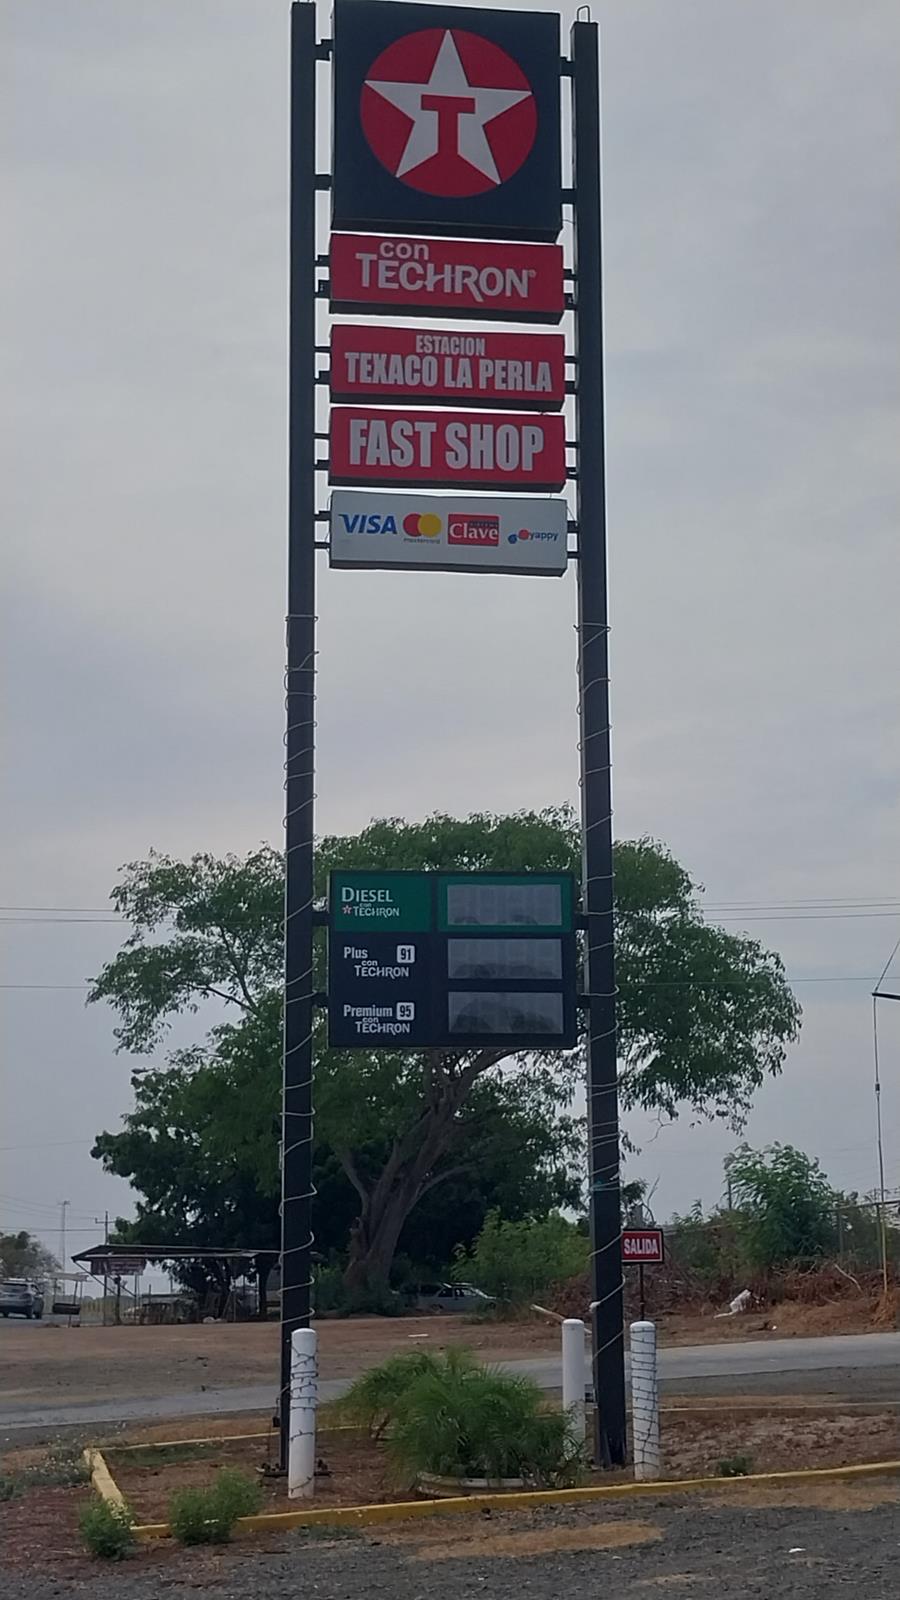 T
con
TECHRON®
ESTACION
TEXACO LA PERLA
FAST SHOP
VISA mastercard Clave yappy
DIESEL
con
TECHRON
Plus 91
con
TECHRON
Premium 95
con
TECHRON
SALIDA